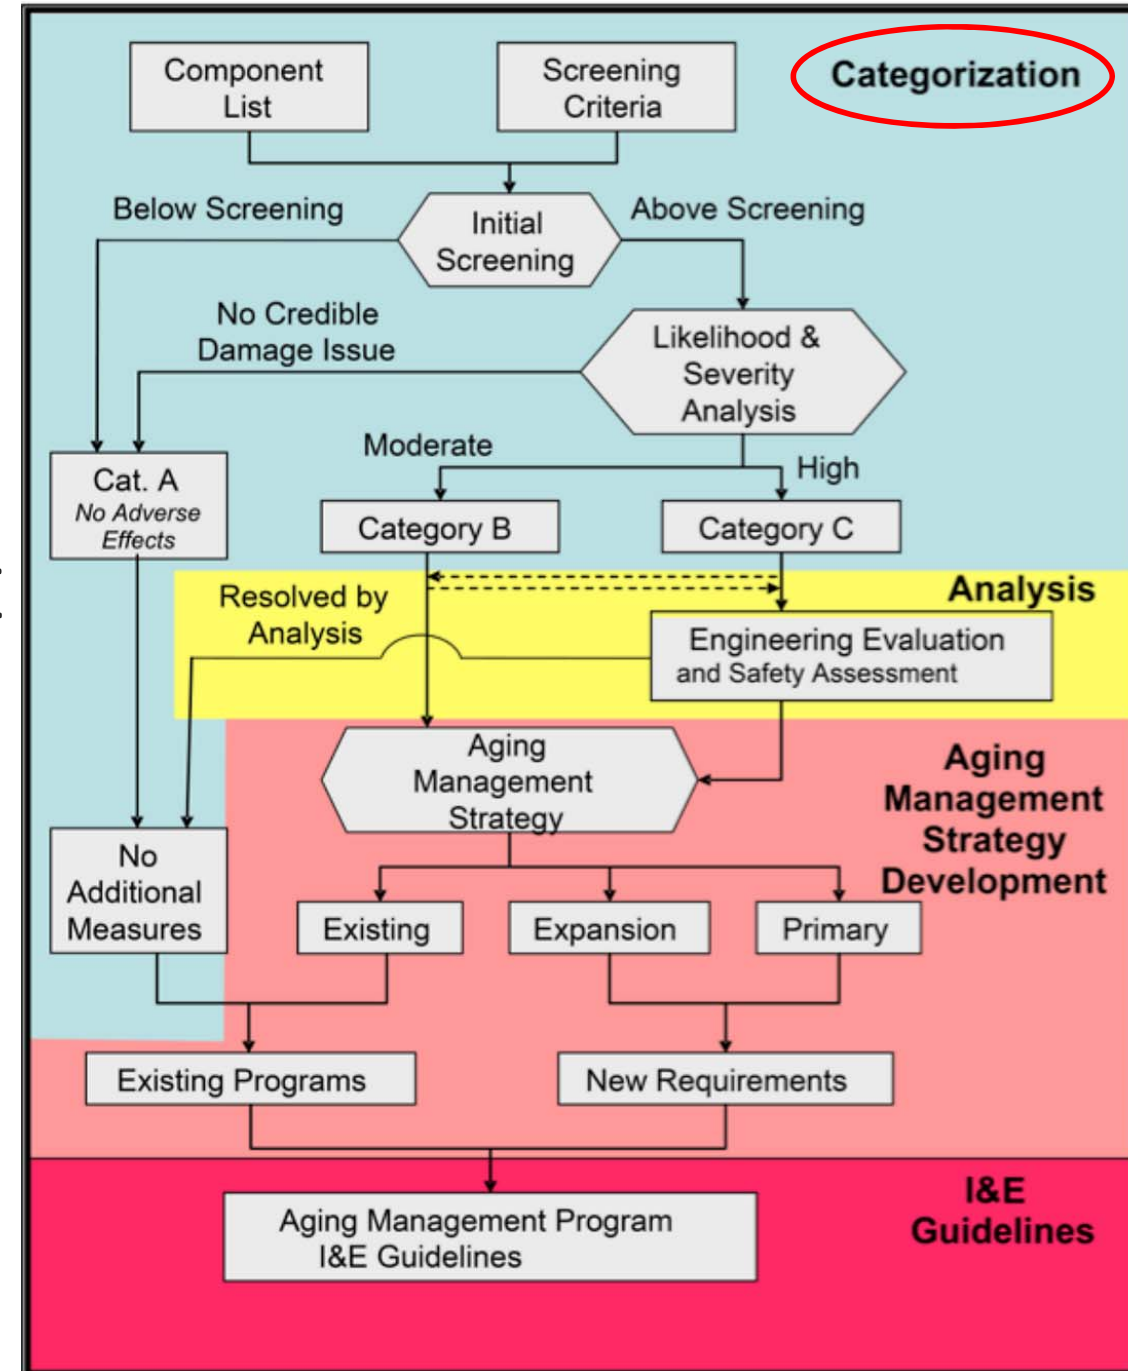 Component
List
Screening
Criteria
Categorization
Below Screening
Initial
Screening
Above Screening
No Credible
Damage Issue
Likelihood &
Severity
Analysis
Moderate
High
Cat. A
No Adverse
Effects
Category B
Category C
Analysis
Resolved by
Analysis
Engineering Evaluation
and Safety Assessment
Aging
Management
Strategy
Aging
Management
Strategy
Development
No
Additional
Measures
Existing
Expansion
Primary
Existing Programs
New Requirements
I&E
Guidelines
Aging Management Program
I&E Guidelines